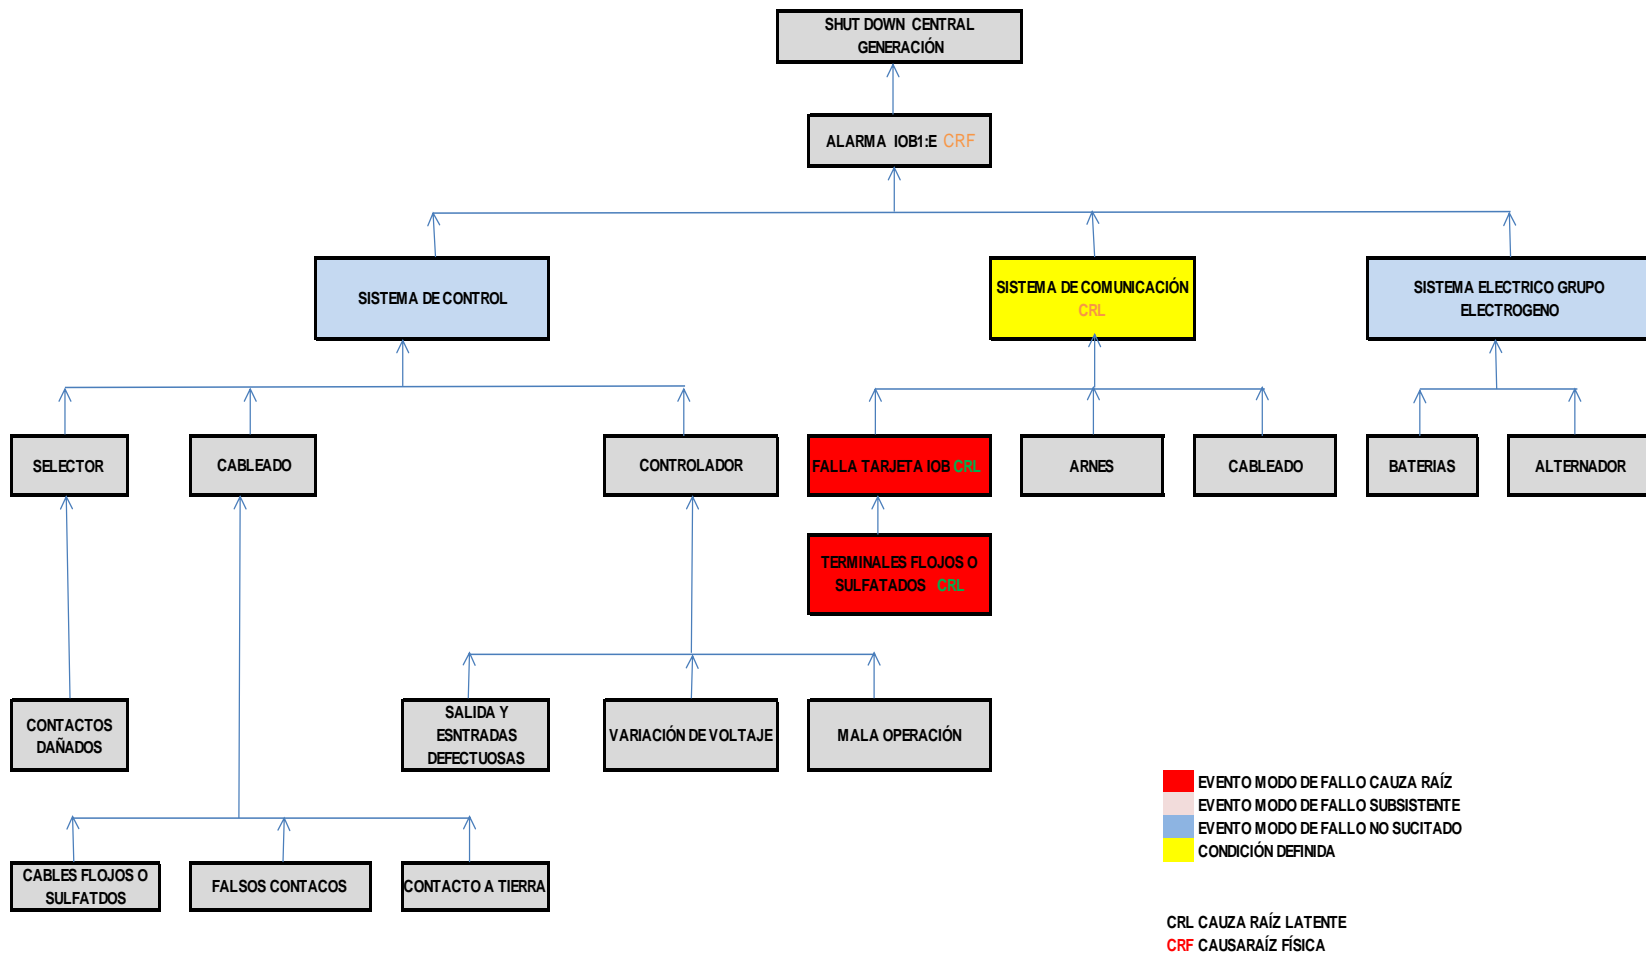 SHUT DOWN CENTRAL
GENERACIÓN
ALARMA IOB1:E CRF
SISTEMA DE CONTROL
SISTEMA DE COMUNICACIÓN
CRL
SISTEMA ELECTRICO GRUPO
ELECTROGENO
SELECTOR
CABLEADO
CONTROLADOR
FALLA TARJETA IOB CRL
ARNES
CABLEADO
BATERIAS
ALTERNADOR
TERMINALES FLOJOS O
SULFATADOS CRL
CONTACTOS
DAÑADOS
SALIDA Y
ESNTRADAS
DEFECTUOSAS
VARIACIÓN DE VOLTAJE
MALA OPERACIÓN
CABLES FLOJOS O
SULFATDOS
FALSOS CONTACOS
CONTACTO A TIERRA
EVENTO MODO DE FALLO CAUZA RAÍZ
EVENTO MODO DE FALLO SUBSISTENTE
EVENTO MODO DE FALLO NO SUCITADO
CONDICIÓN DEFINIDA
CRL CAUZA RAÍZ LATENTE
CRF CAUSARAÍZ FÍSICA